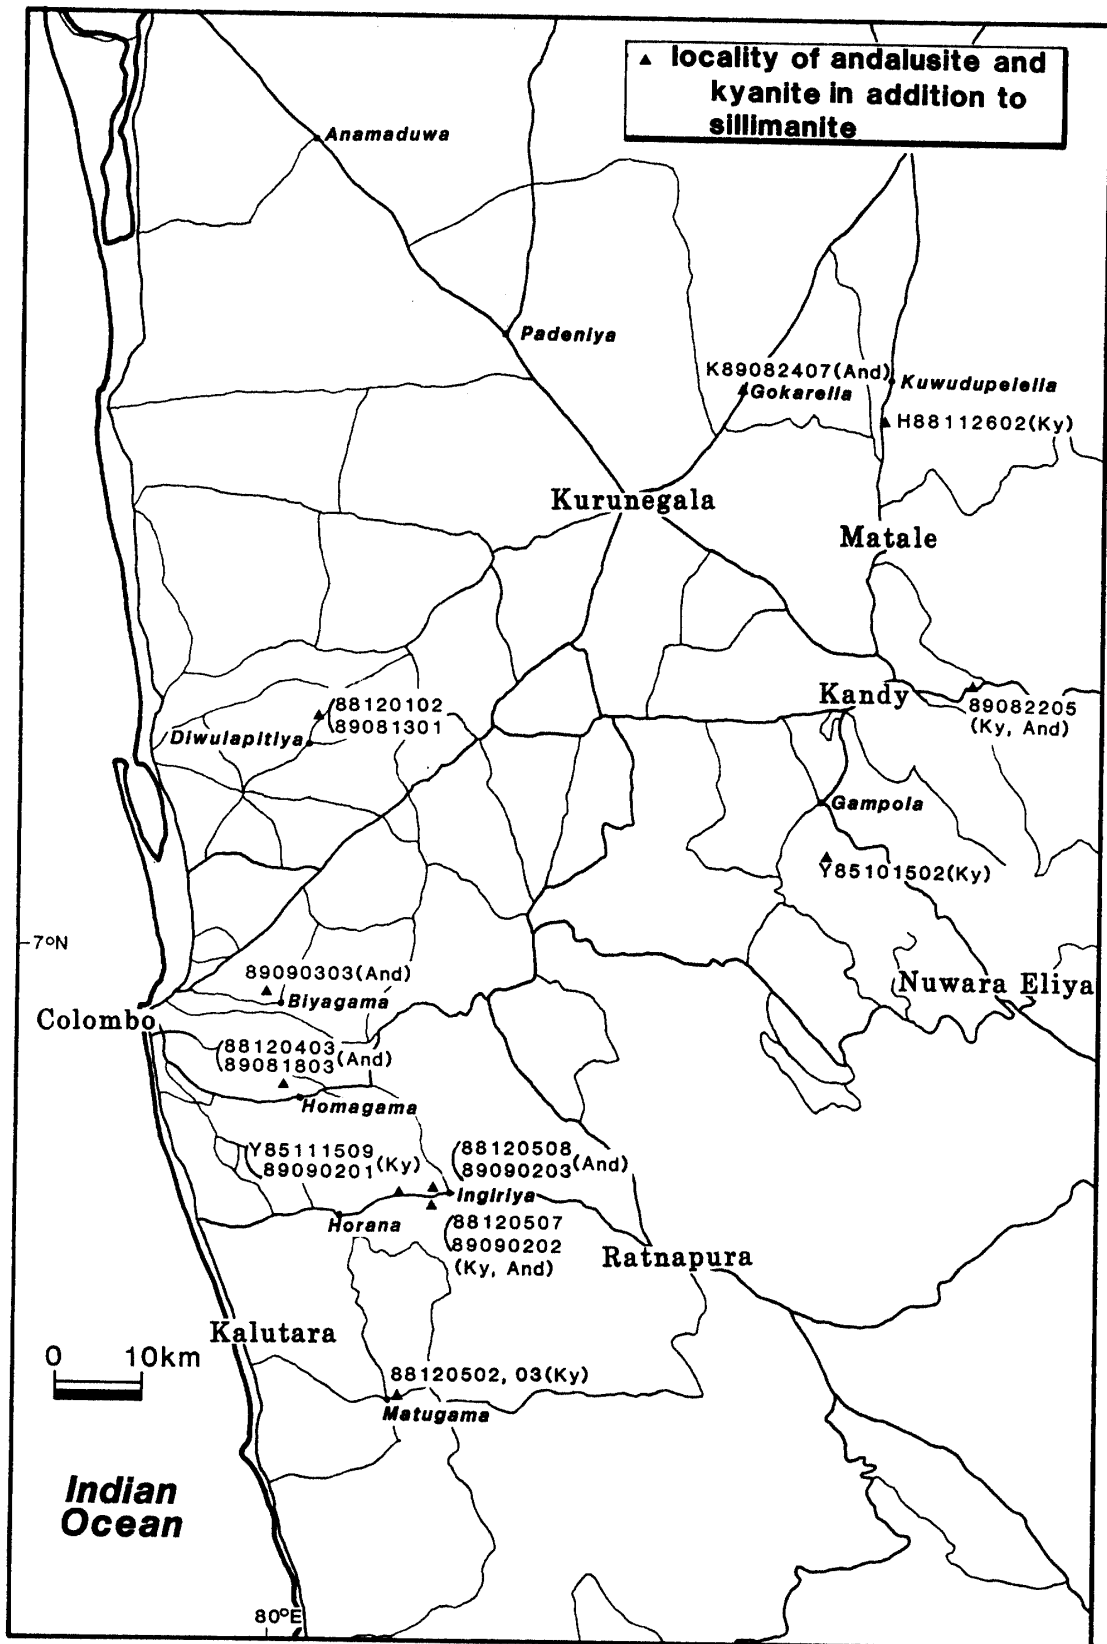 ▲ locality of andalusite and
kyanite in addition to
sillimanite
Anamaduwa
Padeniya
K89082407(And)
Kuwudupelella
Gokarella
H88112602(Ky)
Kurunegala
Matale
Kandy
88120102
89081301
89082205
(Ky, And)
Diwulapitiya
Gampola
Y85101502(Ky)
7°N
89090303(And)
Nuwara Eliya
Biyagama
Colombo
88120403
89081803(And)
Homagama
Y85111509
89090201(Ky)
88120508
89090203(And)
Ingiriya
Horana
88120507
89090202
(Ky, And)
Ratnapura
Kalutara
0 10km
88120502, 03(Ky)
Matugama
Indian
Ocean
80°E